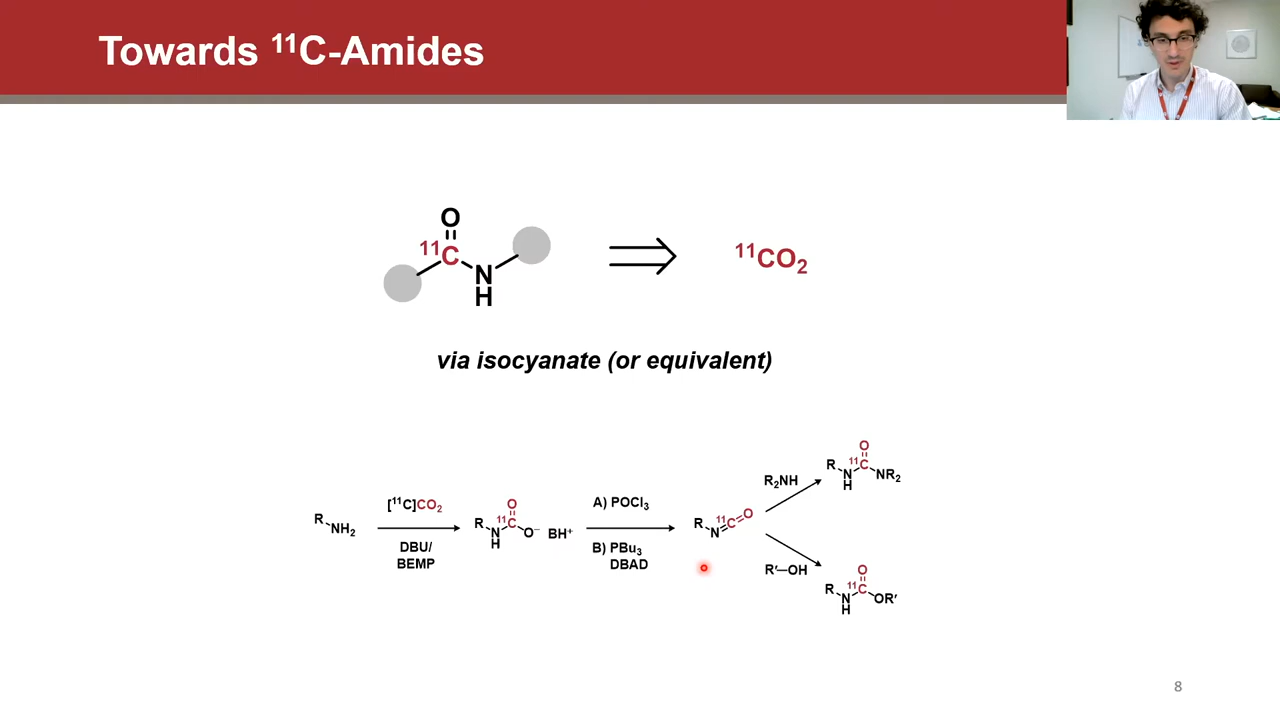 Towards ¹¹C-Amides
O
¹¹C
N
H
¹¹CO₂
via isocyanate (or equivalent)
R
NH₂
[¹¹C]CO₂
DBU/
BEMP
O
R ¹¹C
N O⁻ BH⁺
H
A) POCl₃
B) PBu₃
DBAD
R ¹¹C O
N
R₂NH
R′—OH
O
R ¹¹C
N NR₂
H
O
R ¹¹C
N OR′
H
8